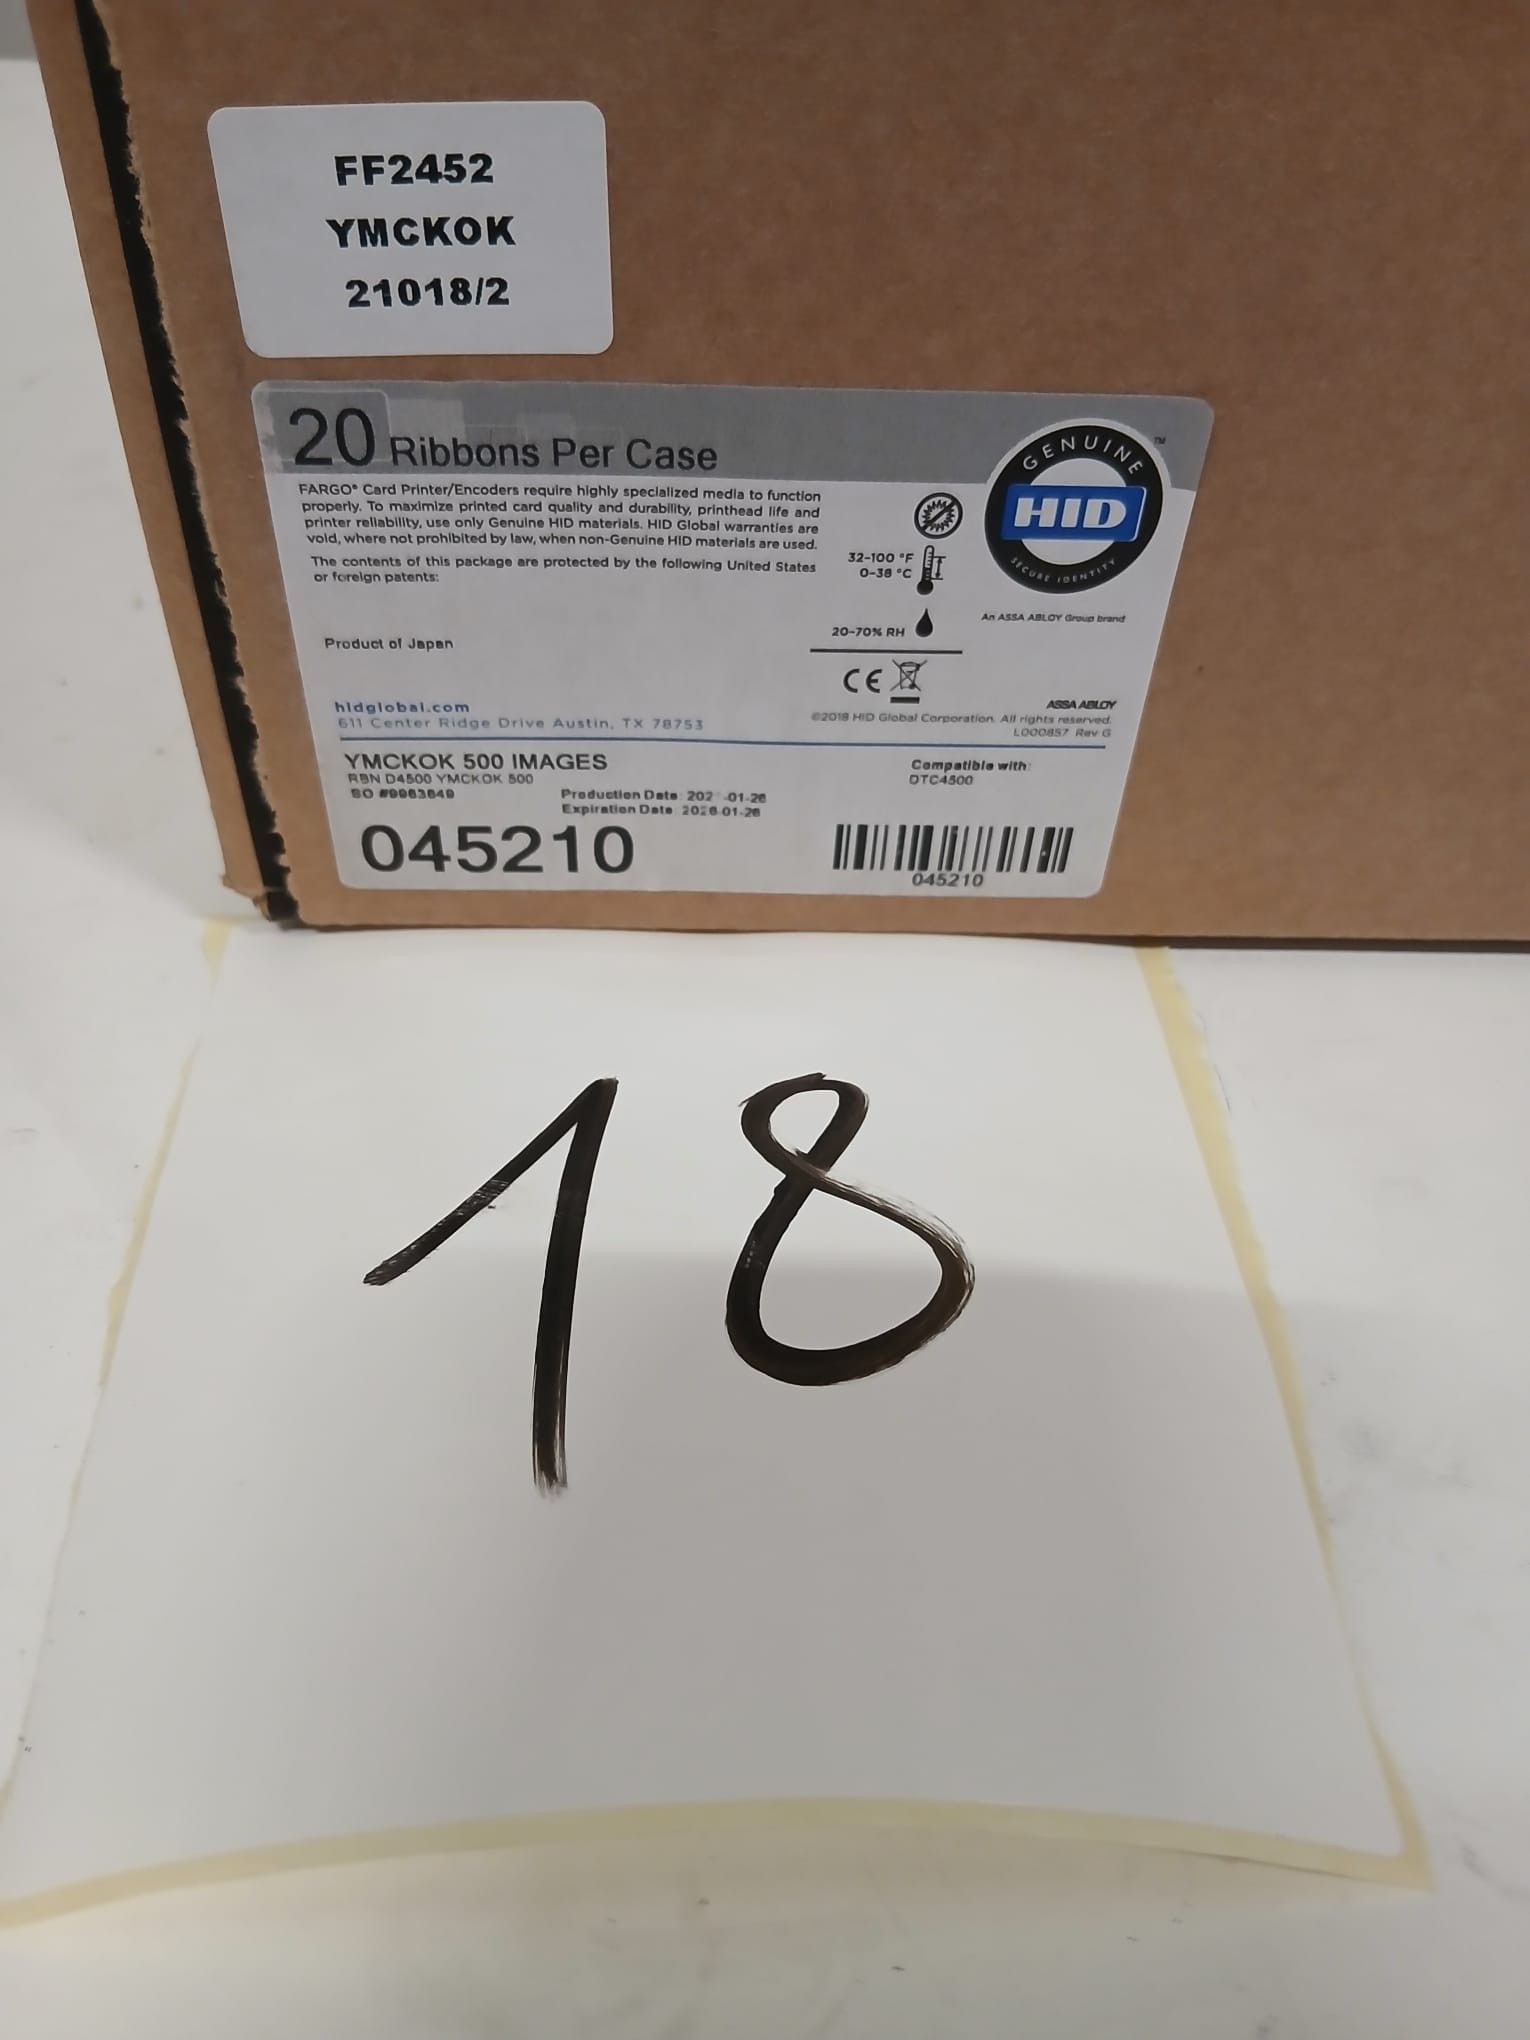 FF2452
YMCKOK
21018/2
20 Ribbons Per Case
FARGO® Card Printer/Encoders require highly specialized media to function
properly. To maximize printed card quality and durability, printhead life and
printer reliability, use only Genuine HID materials. HID Global warranties are
void, where not prohibited by law, when non-Genuine HID materials are used.
The contents of this package are protected by the following United States
or foreign patents:
Product of Japan
GENUINE
™
HID
SECURE IDENTITY
An ASSA ABLOY Group brand
32-100 °F
0-38 °C
20-70% RH
CE
hidglobal.com
611 Center Ridge Drive Austin, TX 78753
ASSA ABLOY
©2018 HID Global Corporation. All rights reserved.
L000857 Rev G
YMCKOK 500 IMAGES
RBN D4500 YMCKOK 500
SO #9963649
Production Date:
Expiration Date:
Compatible with:
DTC4500
045210
045210
18